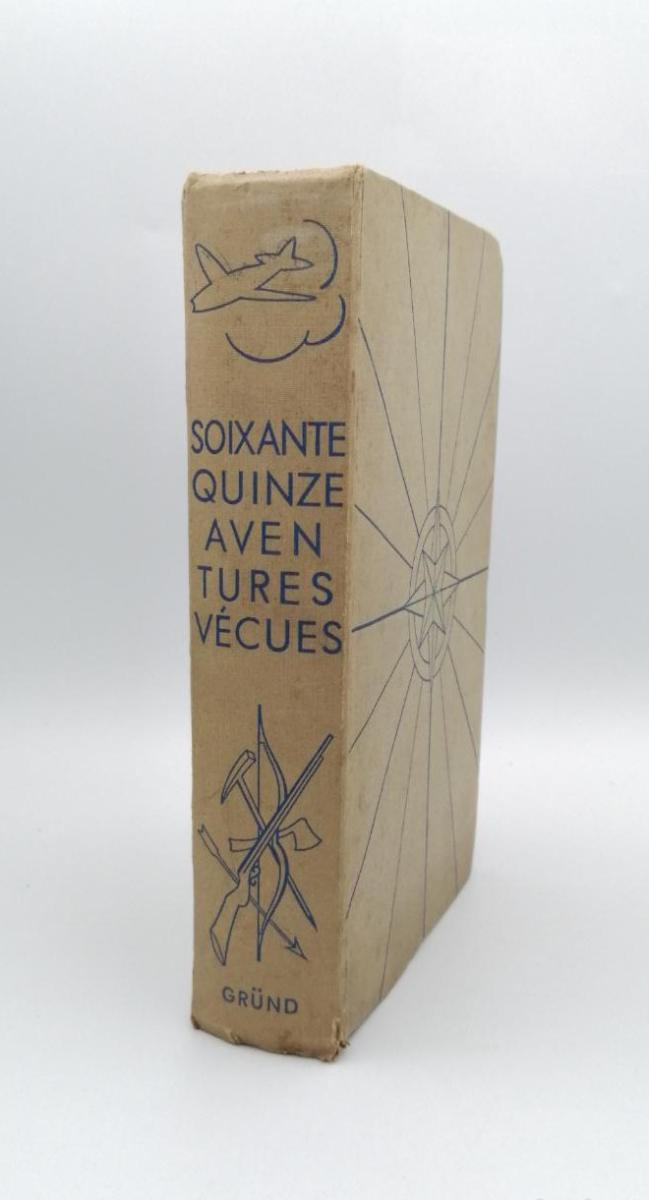 SOIXANTE
QUINZE
AVEN
TURES
VÉCUES
GRÜND